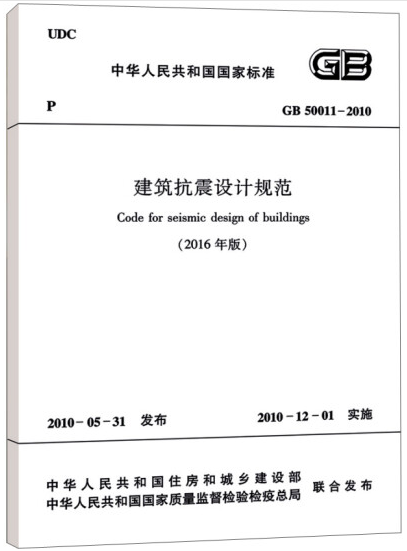 UDC
中华人民共和国国家标准
GB
P
GB 50011-2010
建筑抗震设计规范
Code for seismic design of buildings
(2016 年版)
2010-05-31 发布
2010-12-01 实施
中华人民共和国住房和城乡建设部
中华人民共和国国家质量监督检验检疫总局
联合发布